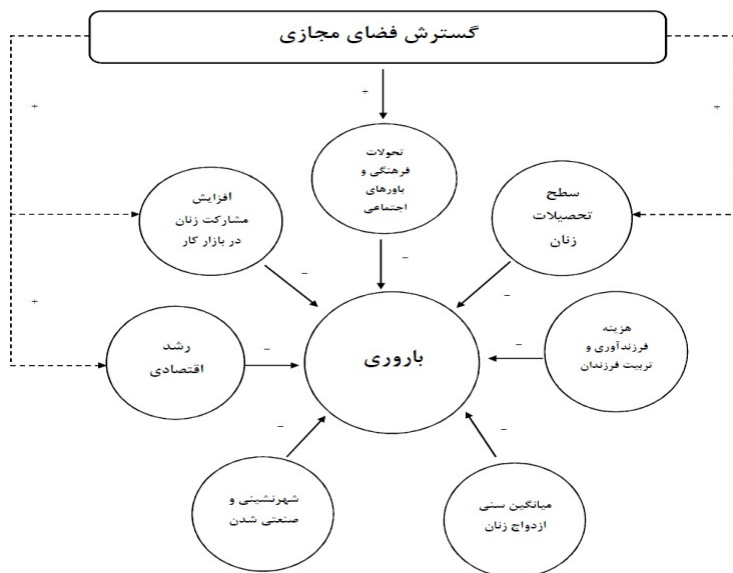 گسترش فضای مجازی
+
+
+
تحولات
فرهنگی و
باورهای
اجتماعی
افزایش
مشارکت زنان
در بازار کار
سطح
تحصیلات
زنان
–
–
–
+
رشد
اقتصادی
–
باروری
–
هزینه
فرزندآوری و
تربیت فرزندان
–
–
شهرنشینی و
صنعتی شدن
میانگین سنی
ازدواج زنان